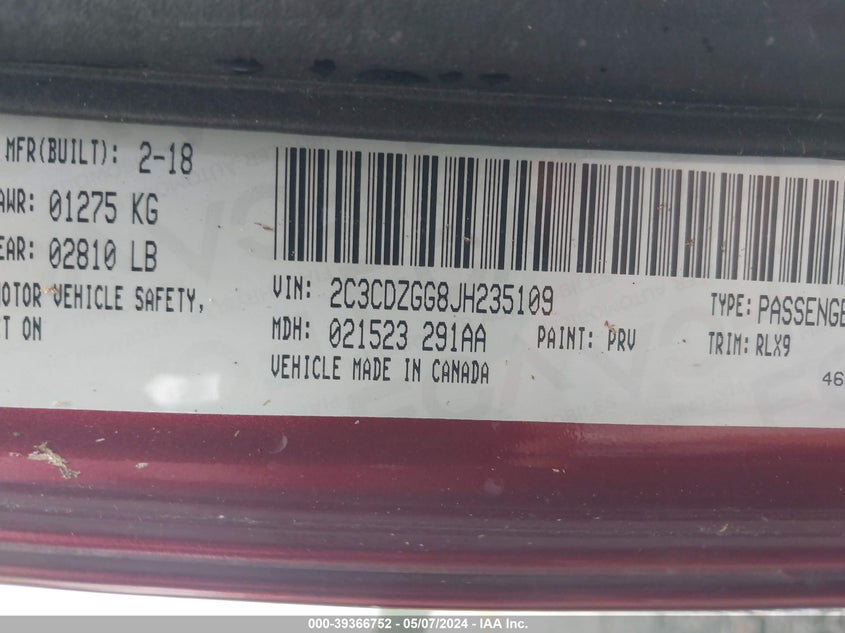 MFR(BUILT): 2-18
AWR: 01275 KG
EAR: 02810 LB
MOTOR VEHICLE SAFETY,
T ON
VIN: 2C3CDZGG8JH235109
MDH: 021523 291AA PAINT: PRV
VEHICLE MADE IN CANADA
TYPE: PASSENGE
TRIM: RLX9
46
000-39366752 — 05/07/2024 — IAA Inc.